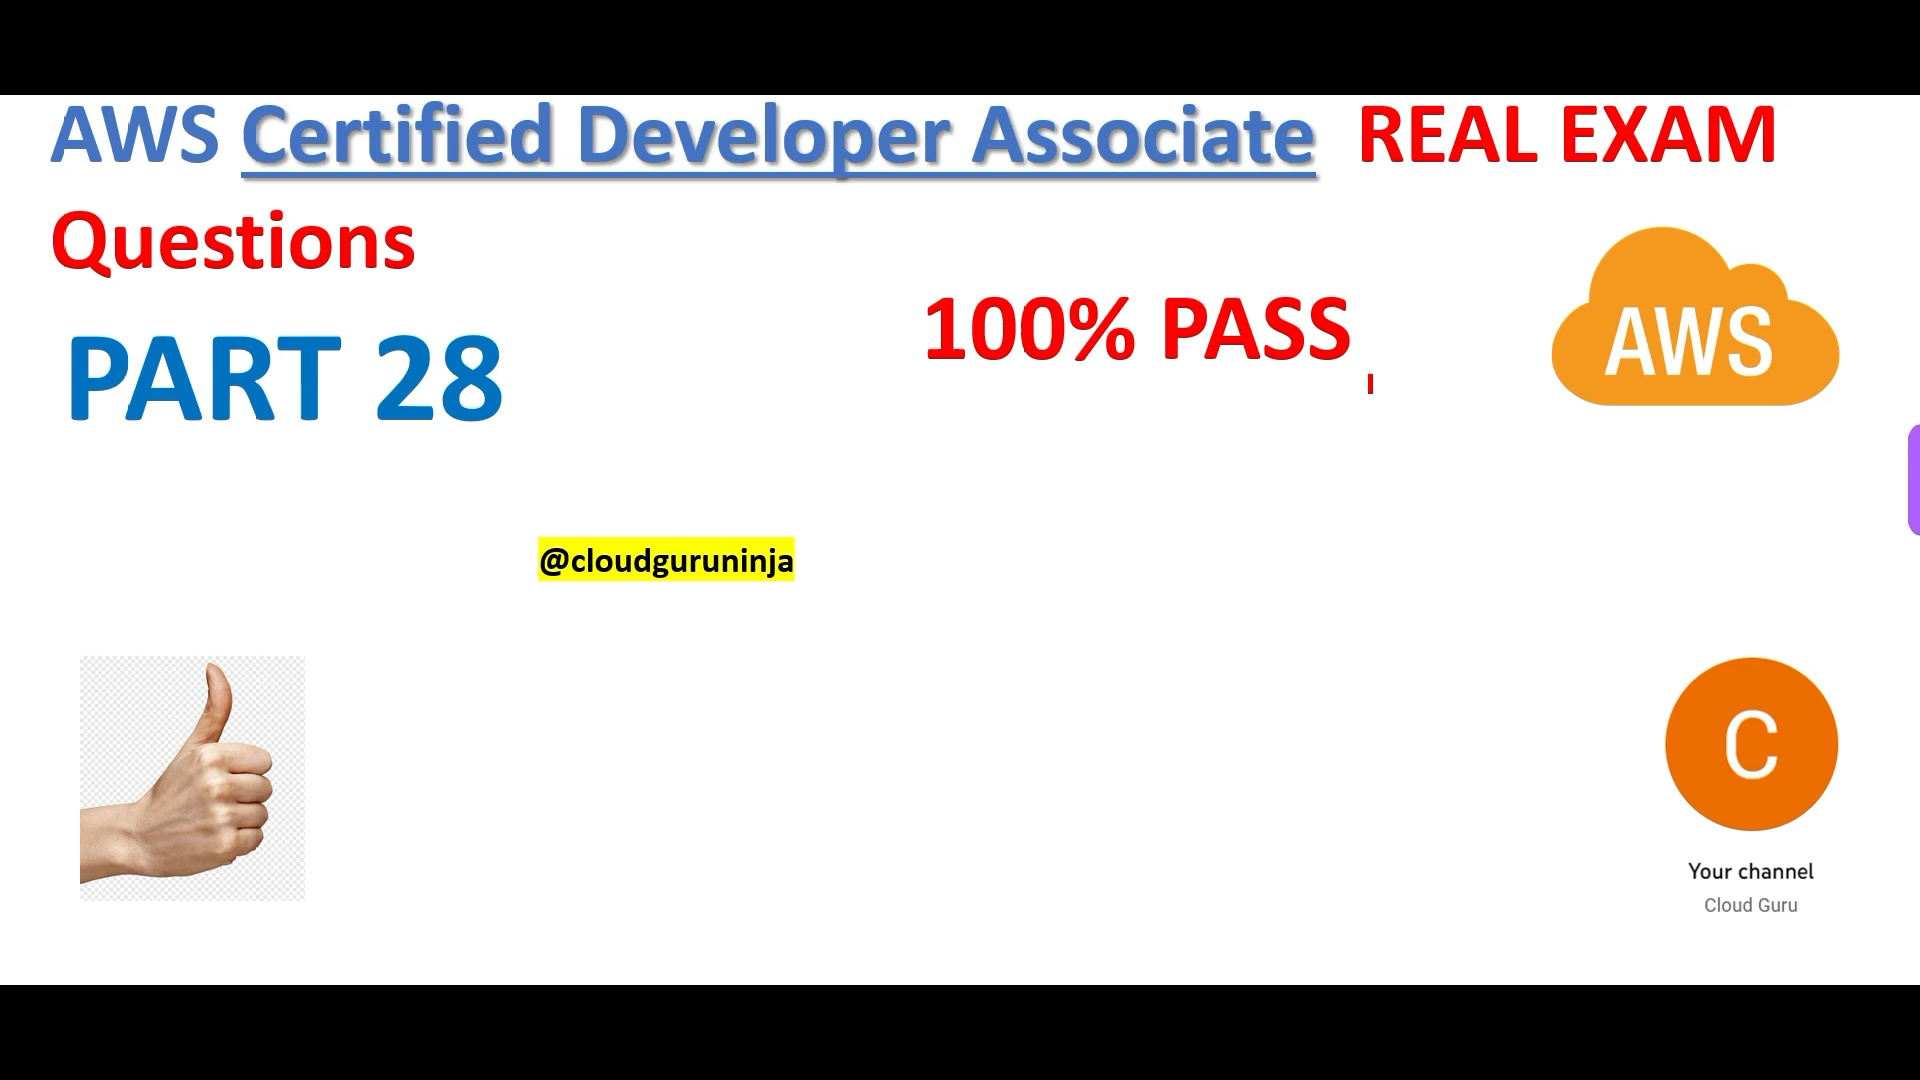 AWS Certified Developer Associate REAL EXAM
Questions
100% PASS
AWS
PART 28
@cloudguruninja
C
Your channel
Cloud Guru